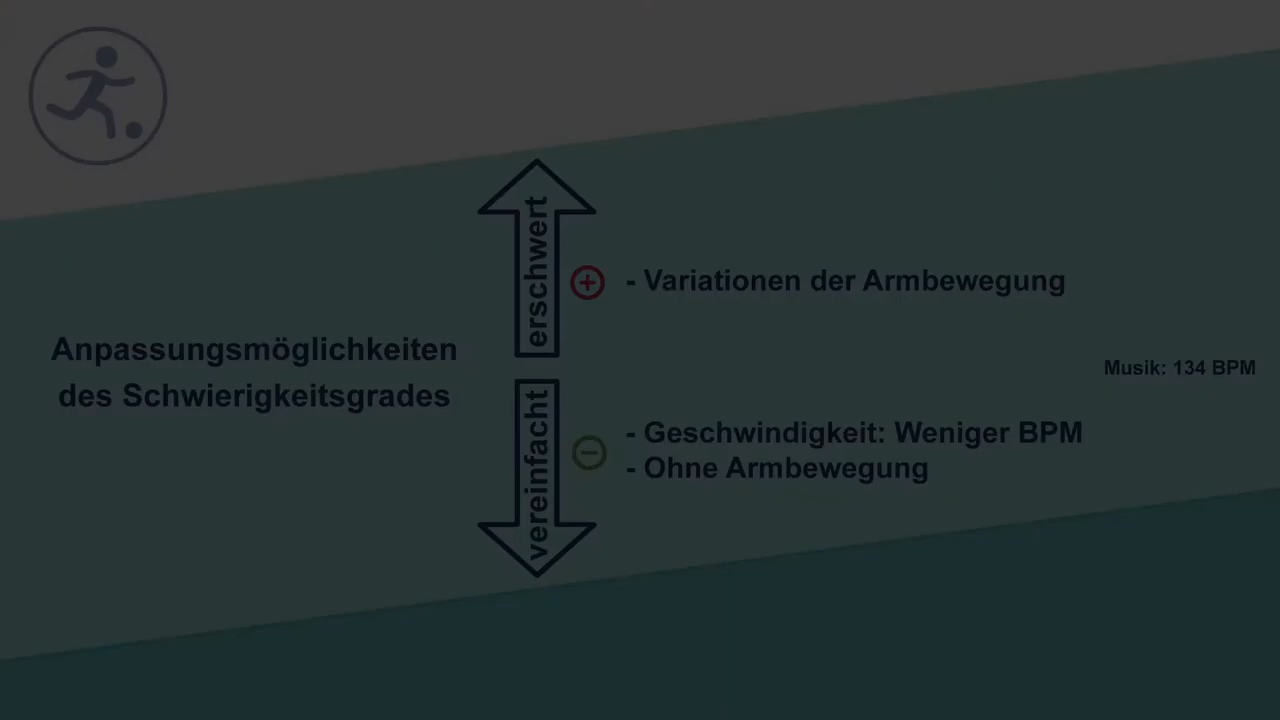 Anpassungsmöglichkeiten
des Schwierigkeitsgrades
erschwert
- Variationen der Armbewegung
vereinfacht
- Geschwindigkeit: Weniger BPM
- Ohne Armbewegung
Musik: 134 BPM